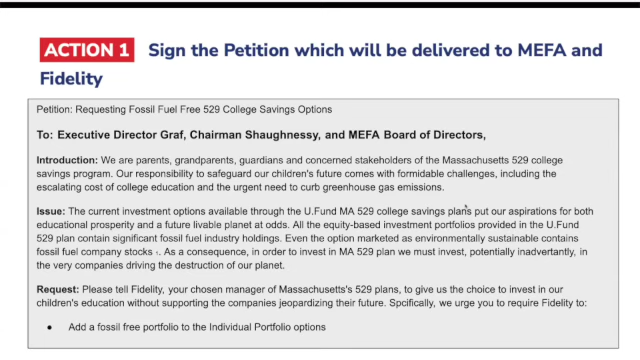 ACTION 1 Sign the Petition which will be delivered to MEFA and
Fidelity
Petition: Requesting Fossil Fuel Free 529 College Savings Options
To: Executive Director Graf, Chairman Shaughnessy, and MEFA Board of Directors,
Introduction: We are parents, grandparents, guardians and concerned stakeholders of the Massachusetts 529 college
savings program. Our responsibility to safeguard our children's future comes with formidable challenges, including the
escalating cost of college education and the urgent need to curb greenhouse gas emissions.
Issue: The current investment options available through the U.Fund MA 529 college savings plans put our aspirations for both
educational prosperity and a future livable planet at odds. All the equity-based investment portfolios provided in the U.Fund
529 plan contain significant fossil fuel industry holdings. Even the option marketed as environmentally sustainable contains
fossil fuel company stocks . As a consequence, in order to invest in MA 529 plan we must invest, potentially inadvertently, in
the very companies driving the destruction of our planet.
Request: Please tell Fidelity, your chosen manager of Massachusetts's 529 plans, to give us the choice to invest in our
children's education without supporting the companies jeopardizing their future. Spcifically, we urge you to require Fidelity to:
● Add a fossil free portfolio to the Individual Portfolio options